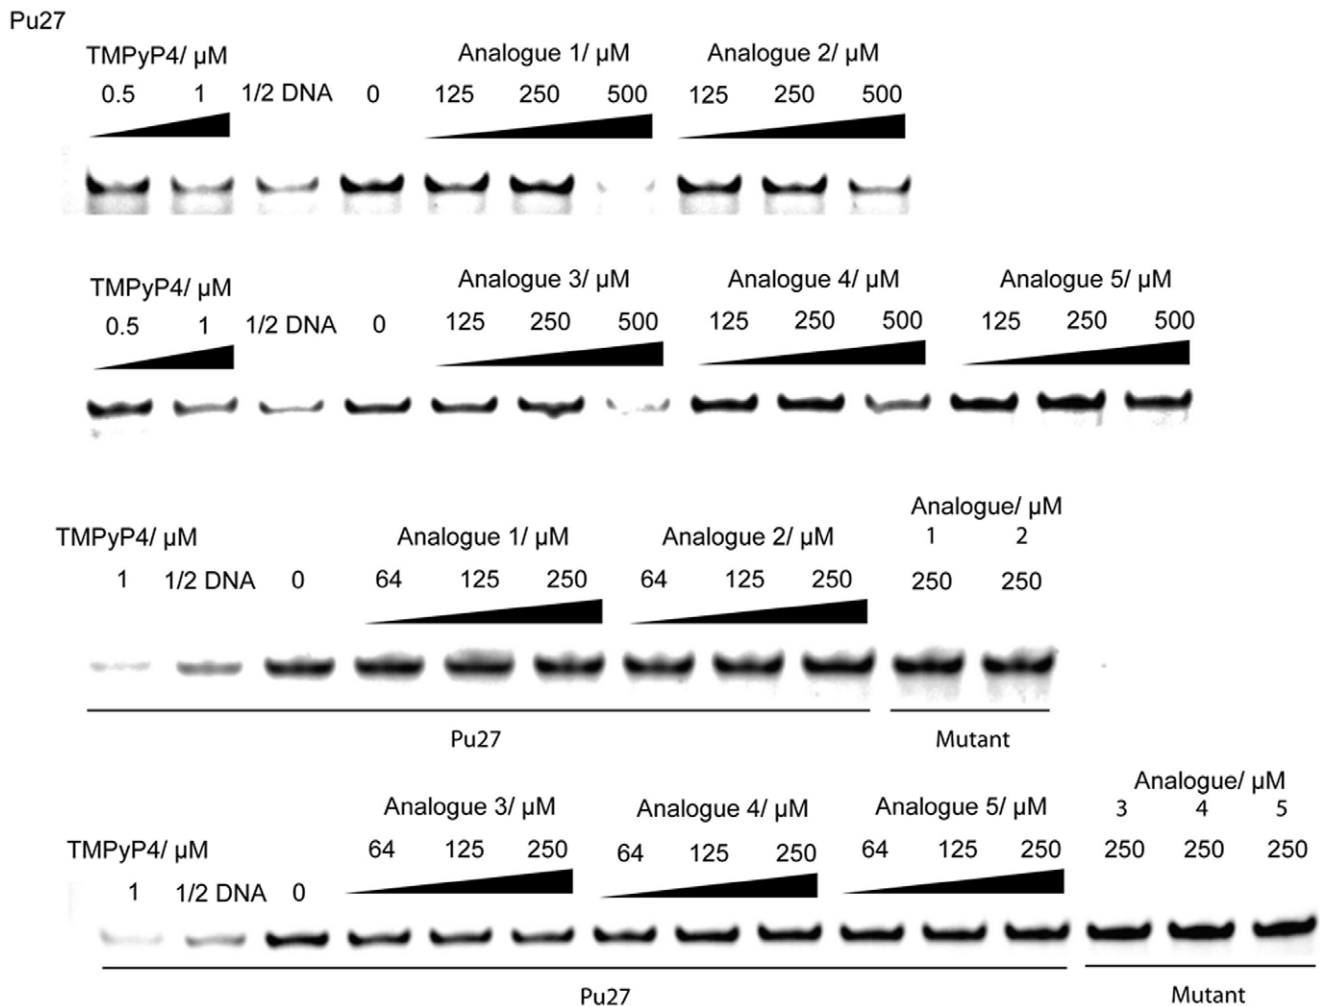 Pu27
TMPyP4/ µM Analogue 1/ µM Analogue 2/ µM
0.5 1 1/2 DNA 0 125 250 500 125 250 500
TMPyP4/ µM Analogue 3/ µM Analogue 4/ µM Analogue 5/ µM
0.5 1 1/2 DNA 0 125 250 500 125 250 500 125 250 500
Analogue/ µM
TMPyP4/ µM Analogue 1/ µM Analogue 2/ µM 1 2
1 1/2 DNA 0 64 125 250 64 125 250 250 250
Pu27 Mutant
Analogue/ µM
Analogue 3/ µM Analogue 4/ µM Analogue 5/ µM 3 4 5
TMPyP4/ µM 64 125 250 64 125 250 64 125 250 250 250 250
1 1/2 DNA 0
Pu27 Mutant